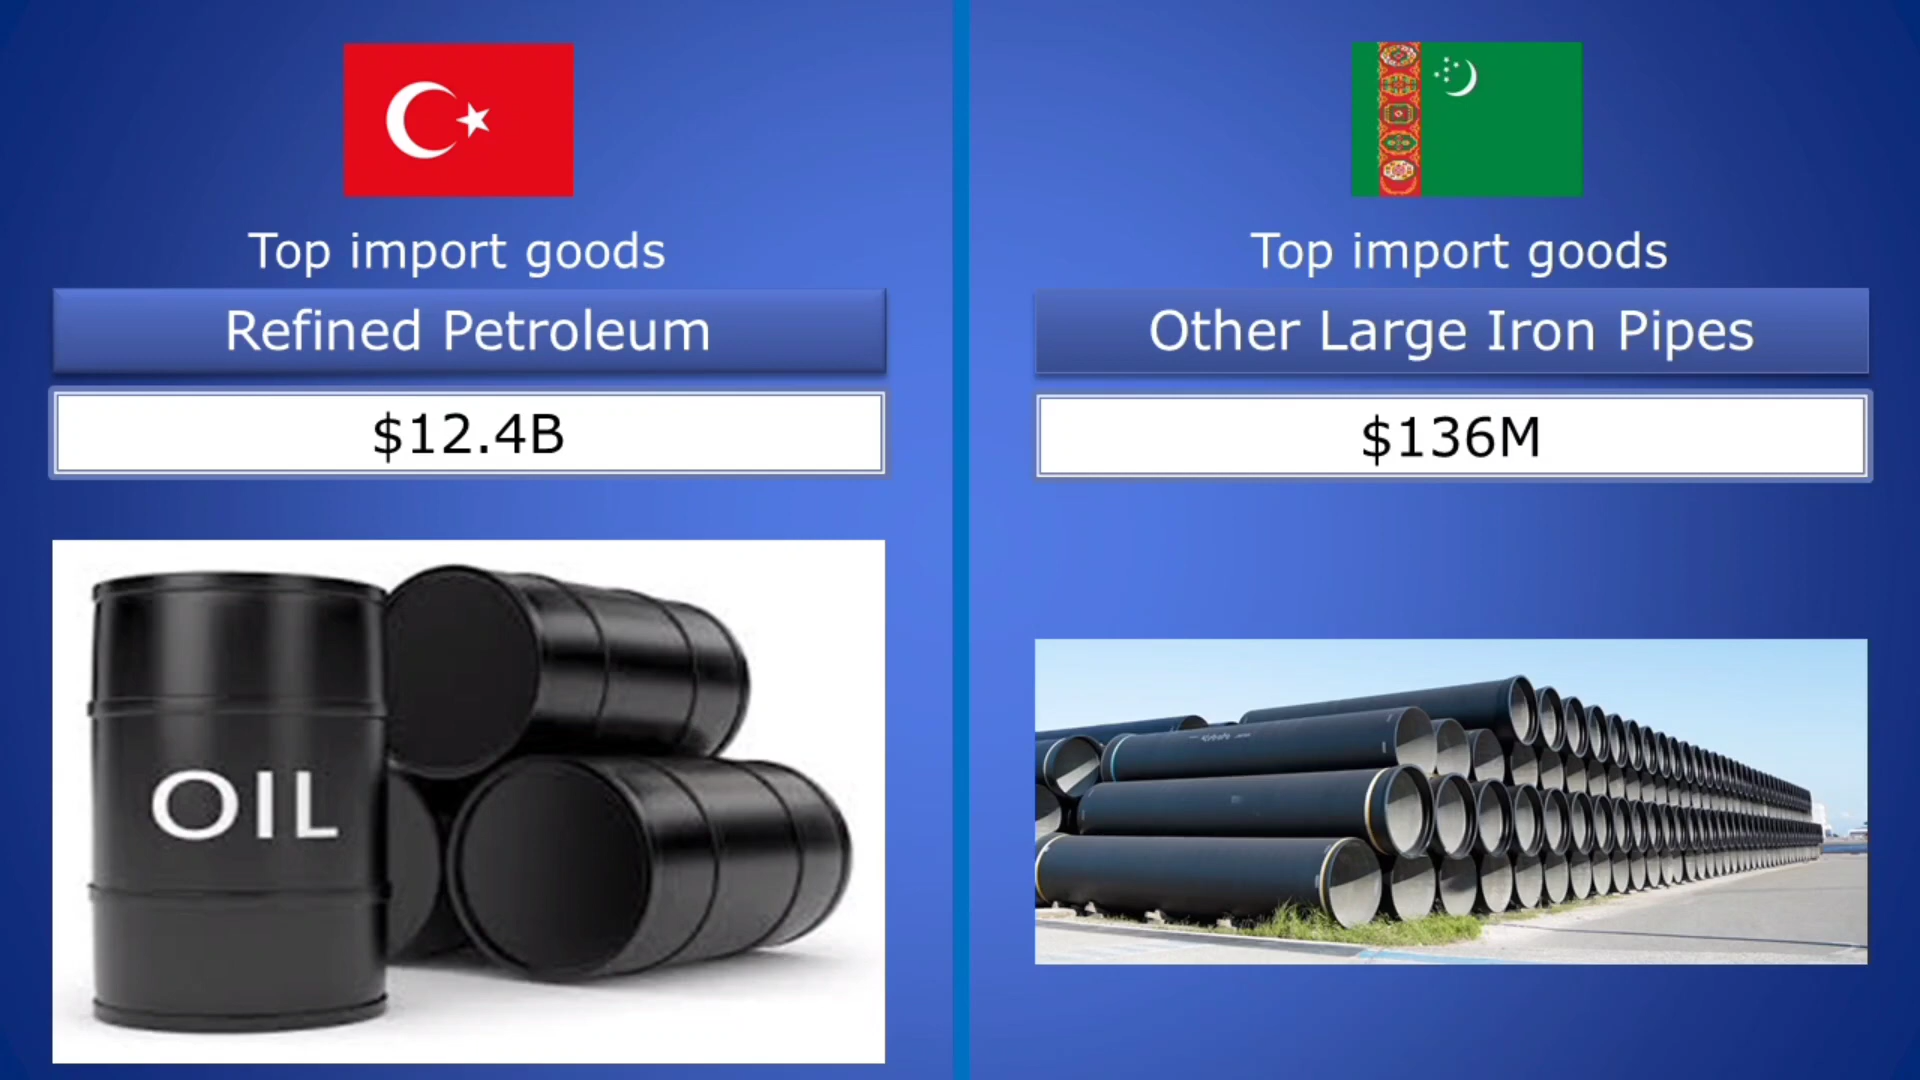 Top import goods
Refined Petroleum
$12.4B
OIL
Top import goods
Other Large Iron Pipes
$136M